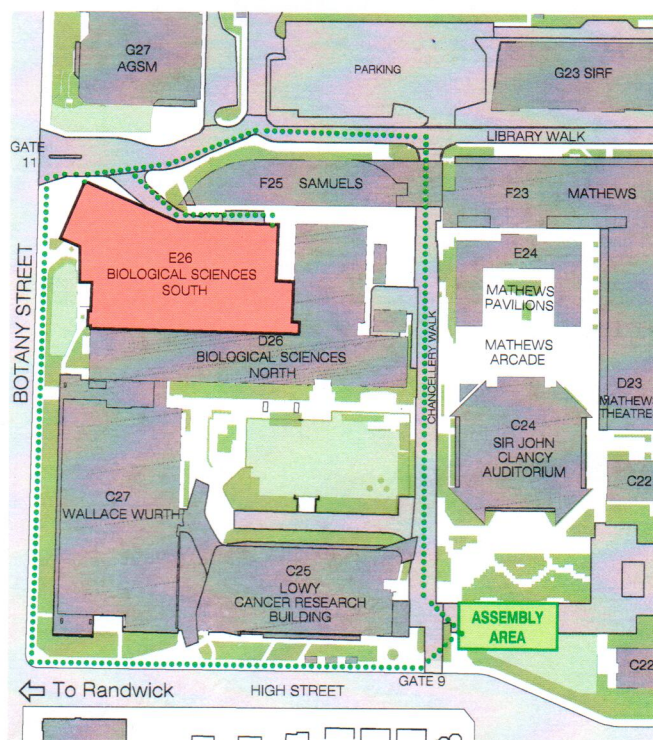 G27
AGSM
PARKING
G23 SIRF
GATE
11
LIBRARY WALK
F25 SAMUELS
F23 MATHEWS
E26
BIOLOGICAL SCIENCES
SOUTH
E24
MATHEWS
PAVILIONS
BOTANY STREET
CHANCELLERY WALK
D26
BIOLOGICAL SCIENCES
NORTH
MATHEWS
ARCADE
D23
MATHEWS
THEATRE
C24
SIR JOHN
CLANCY
AUDITORIUM
C22
C27
WALLACE WURTH
C25
LOWY
CANCER RESEARCH
BUILDING
ASSEMBLY
AREA
C22
GATE 9
To Randwick
HIGH STREET